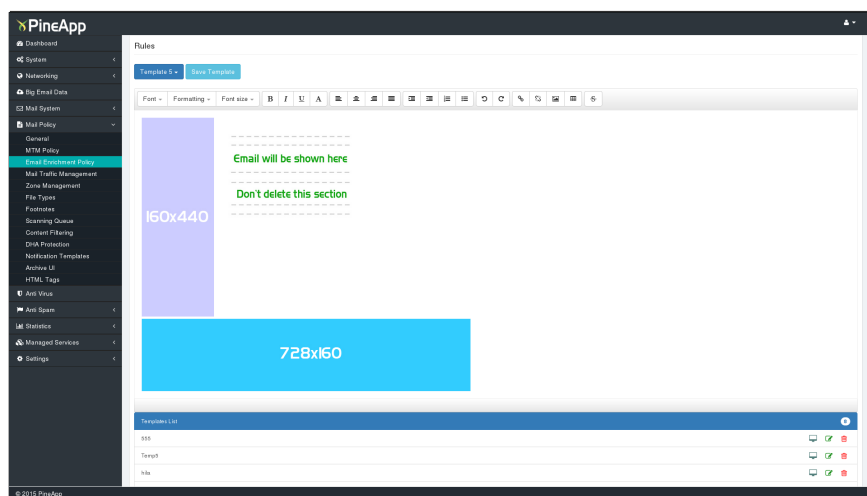 PineApp
Dashboard
System
Networking
Big Email Data
Mail System
Mail Policy
General
MTM Policy
Email Enrichment Policy
Mail Traffic Management
Zone Management
File Types
Footnotes
Scanning Queue
Content Filtering
DHA Protection
Notification Templates
Archive UI
HTML Tags
Anti Virus
Anti Spam
Statistics
Managed Services
Settings
© 2015 PineApp
Rules
Template 5 Save Template
Font Formatting Font size B I U A
Email will be shown here
Don't delete this section
160x440
728x160
Templates List
555
Temp5